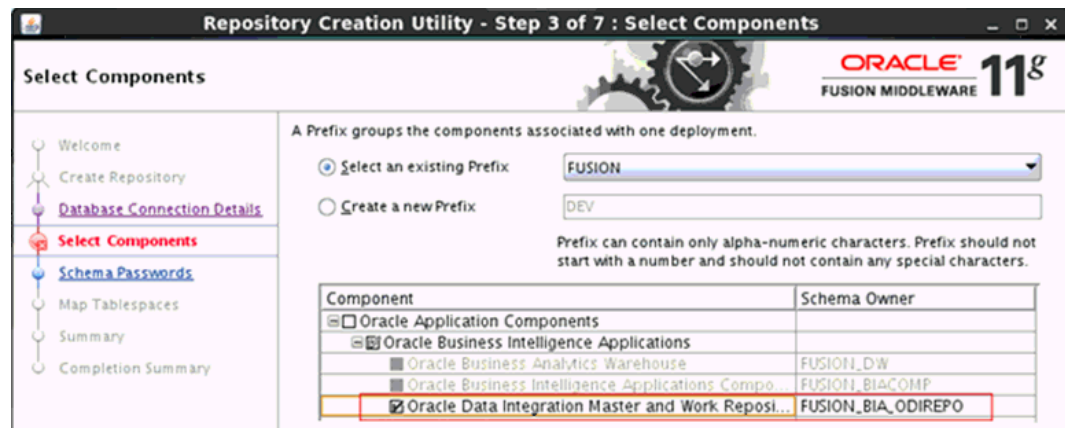 Repository Creation Utility - Step 3 of 7 : Select Components
Select Components
ORACLE
FUSION MIDDLEWARE
11g
Welcome
Create Repository
Database Connection Details
Select Components
Schema Passwords
Map Tablespaces
Summary
Completion Summary
A Prefix groups the components associated with one deployment.
Select an existing Prefix
FUSION
Create a new Prefix
DEV
Prefix can contain only alpha-numeric characters. Prefix should not
start with a number and should not contain any special characters.
Component Schema Owner
Oracle Application Components
Oracle Business Intelligence Applications
Oracle Business Analytics Warehouse FUSION_DW
Oracle Business Intelligence Applications Compo... FUSION_BIACOMP
Oracle Data Integration Master and Work Reposi... FUSION_BIA_ODIREPO